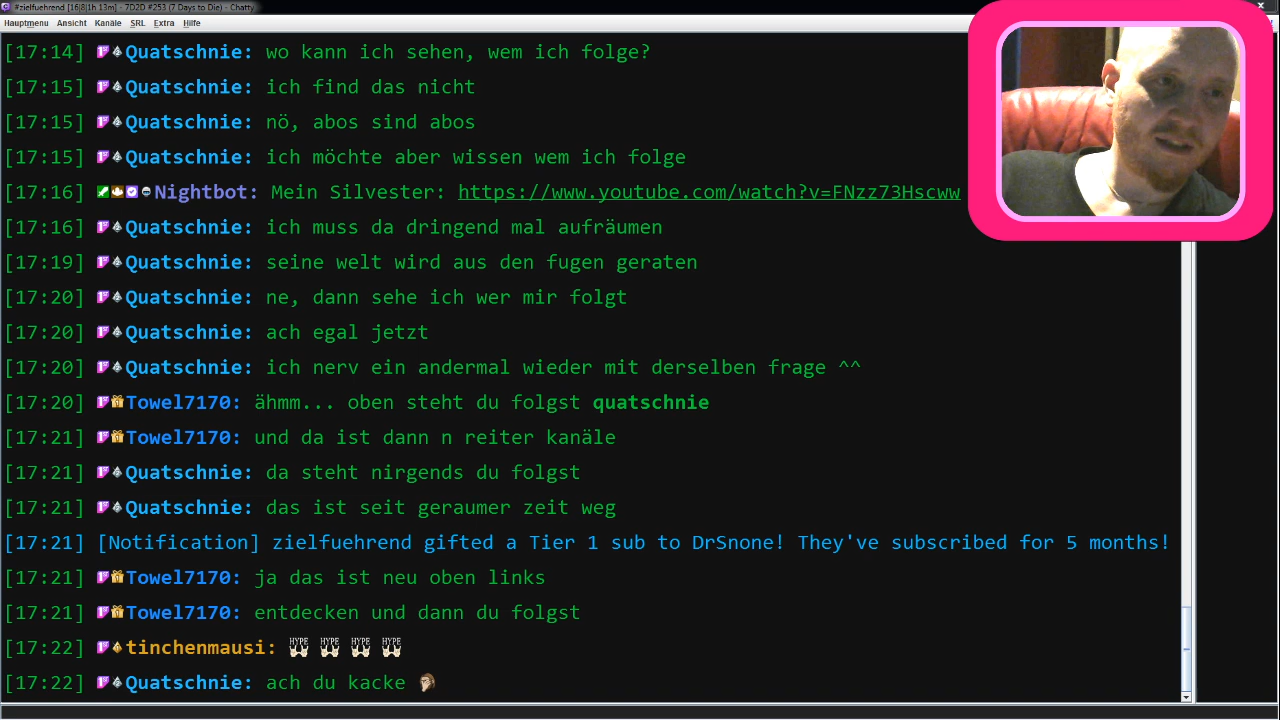 #zielfuehrend [16|8|1h 13m] - 7D2D #253 (7 Days to Die) - Chatty
Hauptmenu Ansicht Kanäle SRL Extra Hilfe
[17:14] Quatschnie: wo kann ich sehen, wem ich folge?
[17:15] Quatschnie: ich find das nicht
[17:15] Quatschnie: nö, abos sind abos
[17:15] Quatschnie: ich möchte aber wissen wem ich folge
[17:16] Nightbot: Mein Silvester: https://www.youtube.com/watch?v=FNzz73Hscww
[17:16] Quatschnie: ich muss da dringend mal aufräumen
[17:19] Quatschnie: seine welt wird aus den fugen geraten
[17:20] Quatschnie: ne, dann sehe ich wer mir folgt
[17:20] Quatschnie: ach egal jetzt
[17:20] Quatschnie: ich nerv ein andermal wieder mit derselben frage ^^
[17:20] Towel7170: ähmm... oben steht du folgst quatschnie
[17:21] Towel7170: und da ist dann n reiter kanäle
[17:21] Quatschnie: da steht nirgends du folgst
[17:21] Quatschnie: das ist seit geraumer zeit weg
[17:21] [Notification] zielfuehrend gifted a Tier 1 sub to DrSnone! They've subscribed for 5 months!
[17:21] Towel7170: ja das ist neu oben links
[17:21] Towel7170: entdecken und dann du folgst
[17:22] tinchenmausi: HYPE HYPE HYPE HYPE
[17:22] Quatschnie: ach du kacke